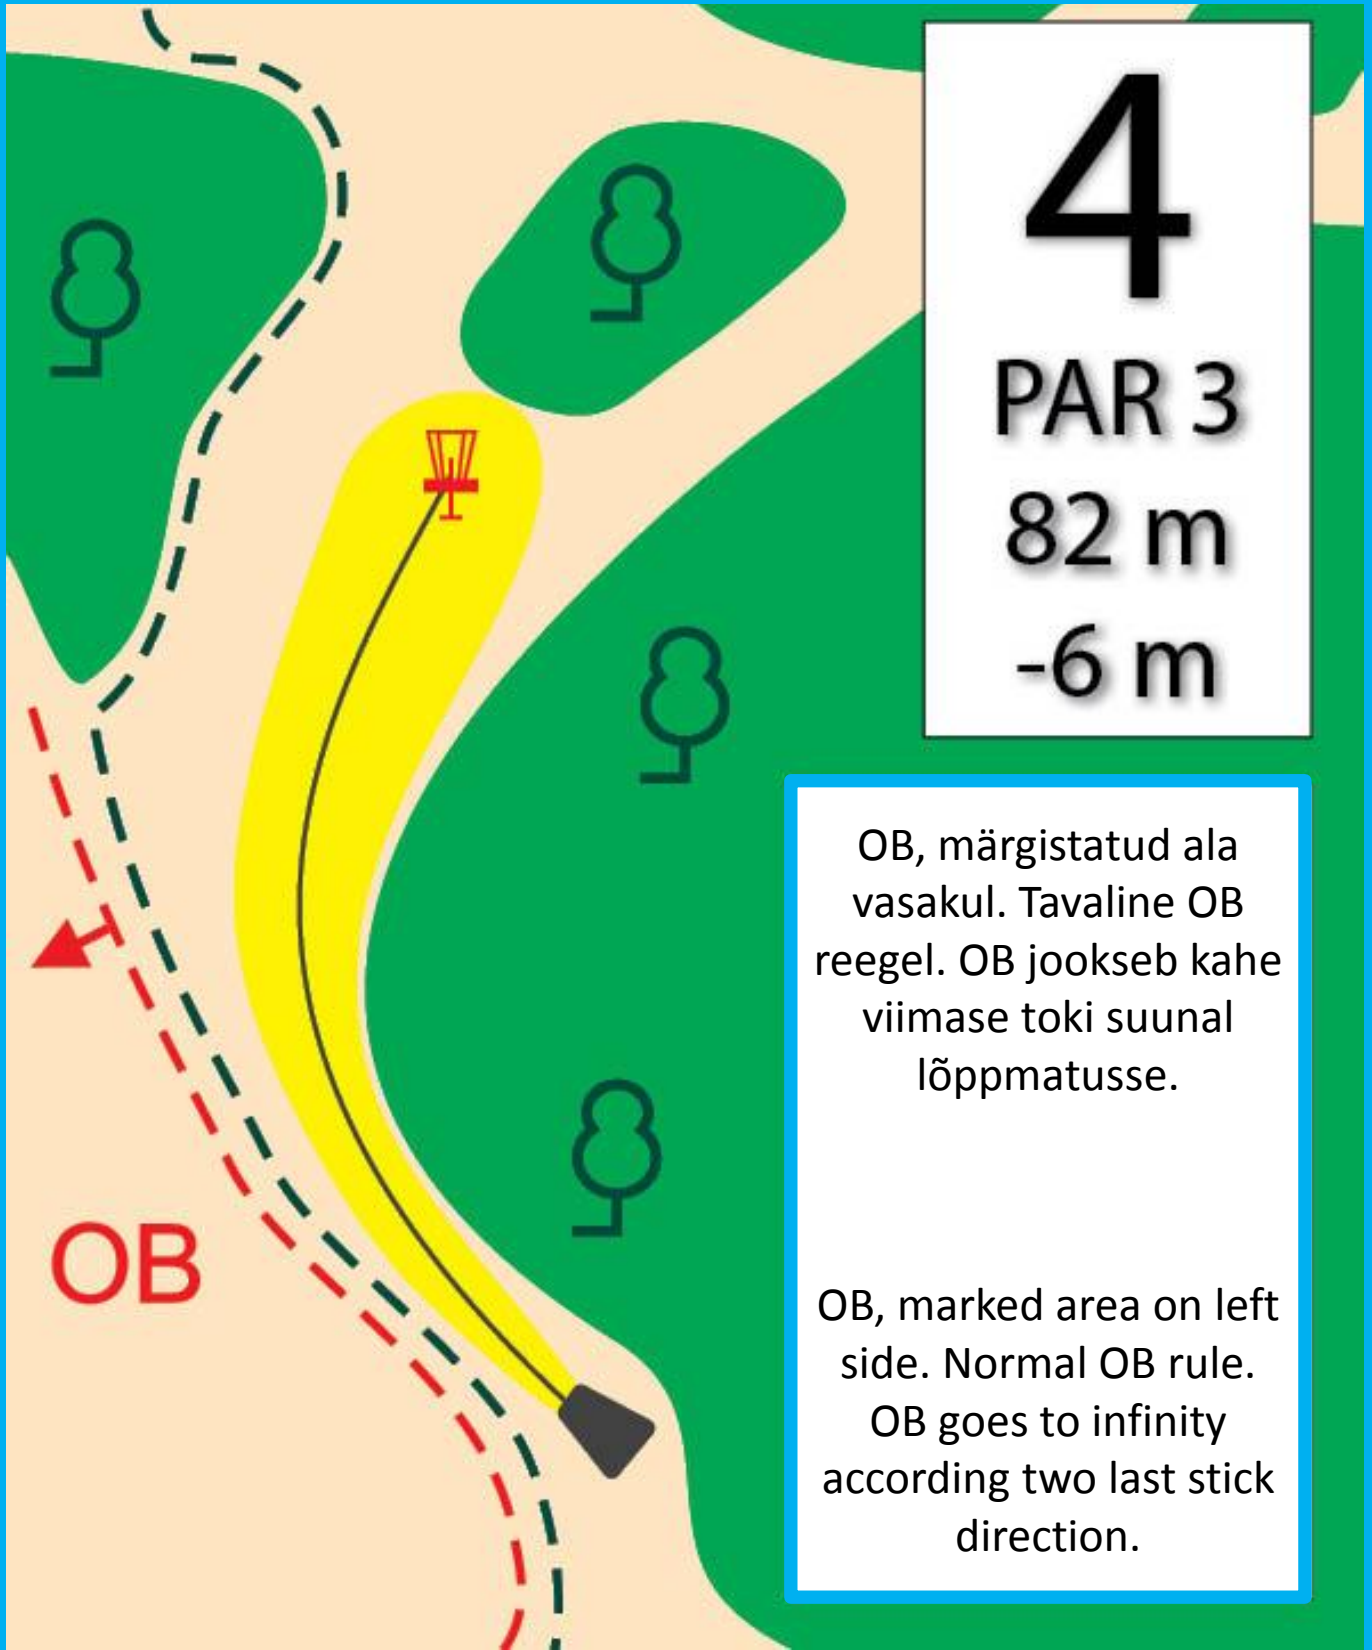 4
PAR 3
82 m
-6 m
OB, märgistatud ala
vasakul. Tavaline OB
reegel. OB jookseb kahe
viimase toki suunal
lõppmatusse.
OB
OB, marked area on left
side. Normal OB rule.
OB goes to infinity
according two last stick
direction.